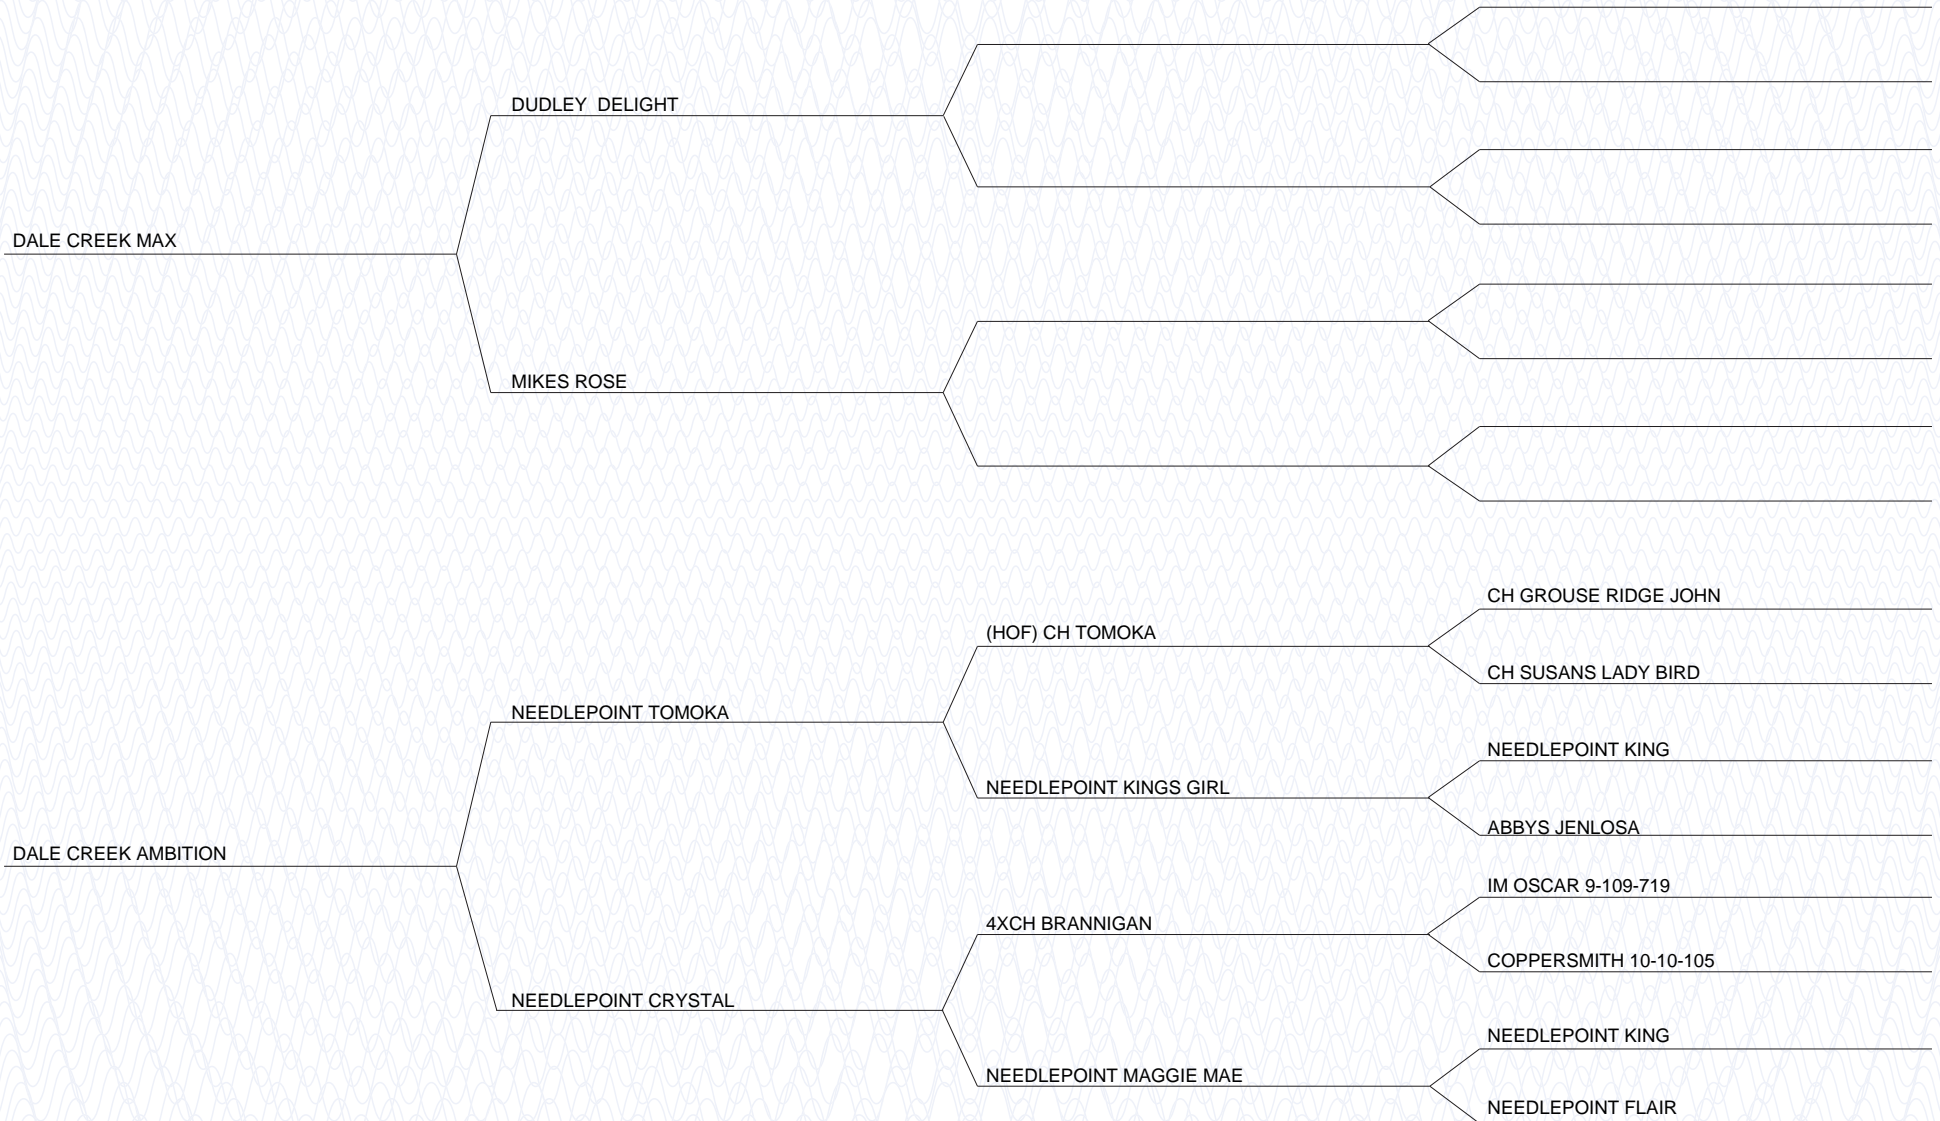 DUDLEY  DELIGHT
DALE CREEK MAX
MIKES ROSE
CH GROUSE RIDGE JOHN
(HOF) CH TOMOKA
CH SUSANS LADY BIRD
NEEDLEPOINT TOMOKA
NEEDLEPOINT KING
NEEDLEPOINT KINGS GIRL
ABBYS JENLOSA
DALE CREEK AMBITION
IM OSCAR 9-109-719
4XCH BRANNIGAN
COPPERSMITH 10-10-105
NEEDLEPOINT CRYSTAL
NEEDLEPOINT KING
NEEDLEPOINT MAGGIE MAE
NEEDLEPOINT FLAIR